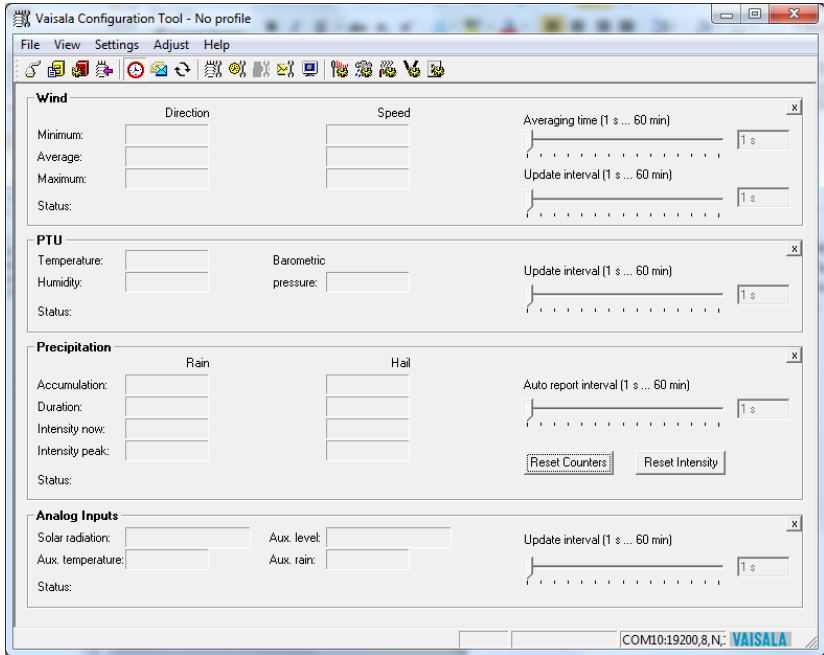 Vaisala Configuration Tool - No profile
File View Settings Adjust Help
Wind
x
Direction Speed
Averaging time (1 s ... 60 min)
Minimum:
1 s
Average:
Maximum:
Update interval (1 s ... 60 min)
1 s
Status:
PTU
x
Temperature:
Barometric
pressure:
Humidity:
Update interval (1 s ... 60 min)
1 s
Status:
Precipitation
x
Rain Hail
Accumulation:
Auto report interval (1 s ... 60 min)
Duration:
1 s
Intensity now:
Intensity peak:
Reset Counters Reset Intensity
Status:
Analog Inputs
x
Solar radiation: Aux. level:
Update interval (1 s ... 60 min)
Aux. temperature: Aux. rain:
1 s
Status:
COM10:19200,8,N,: VAISALA